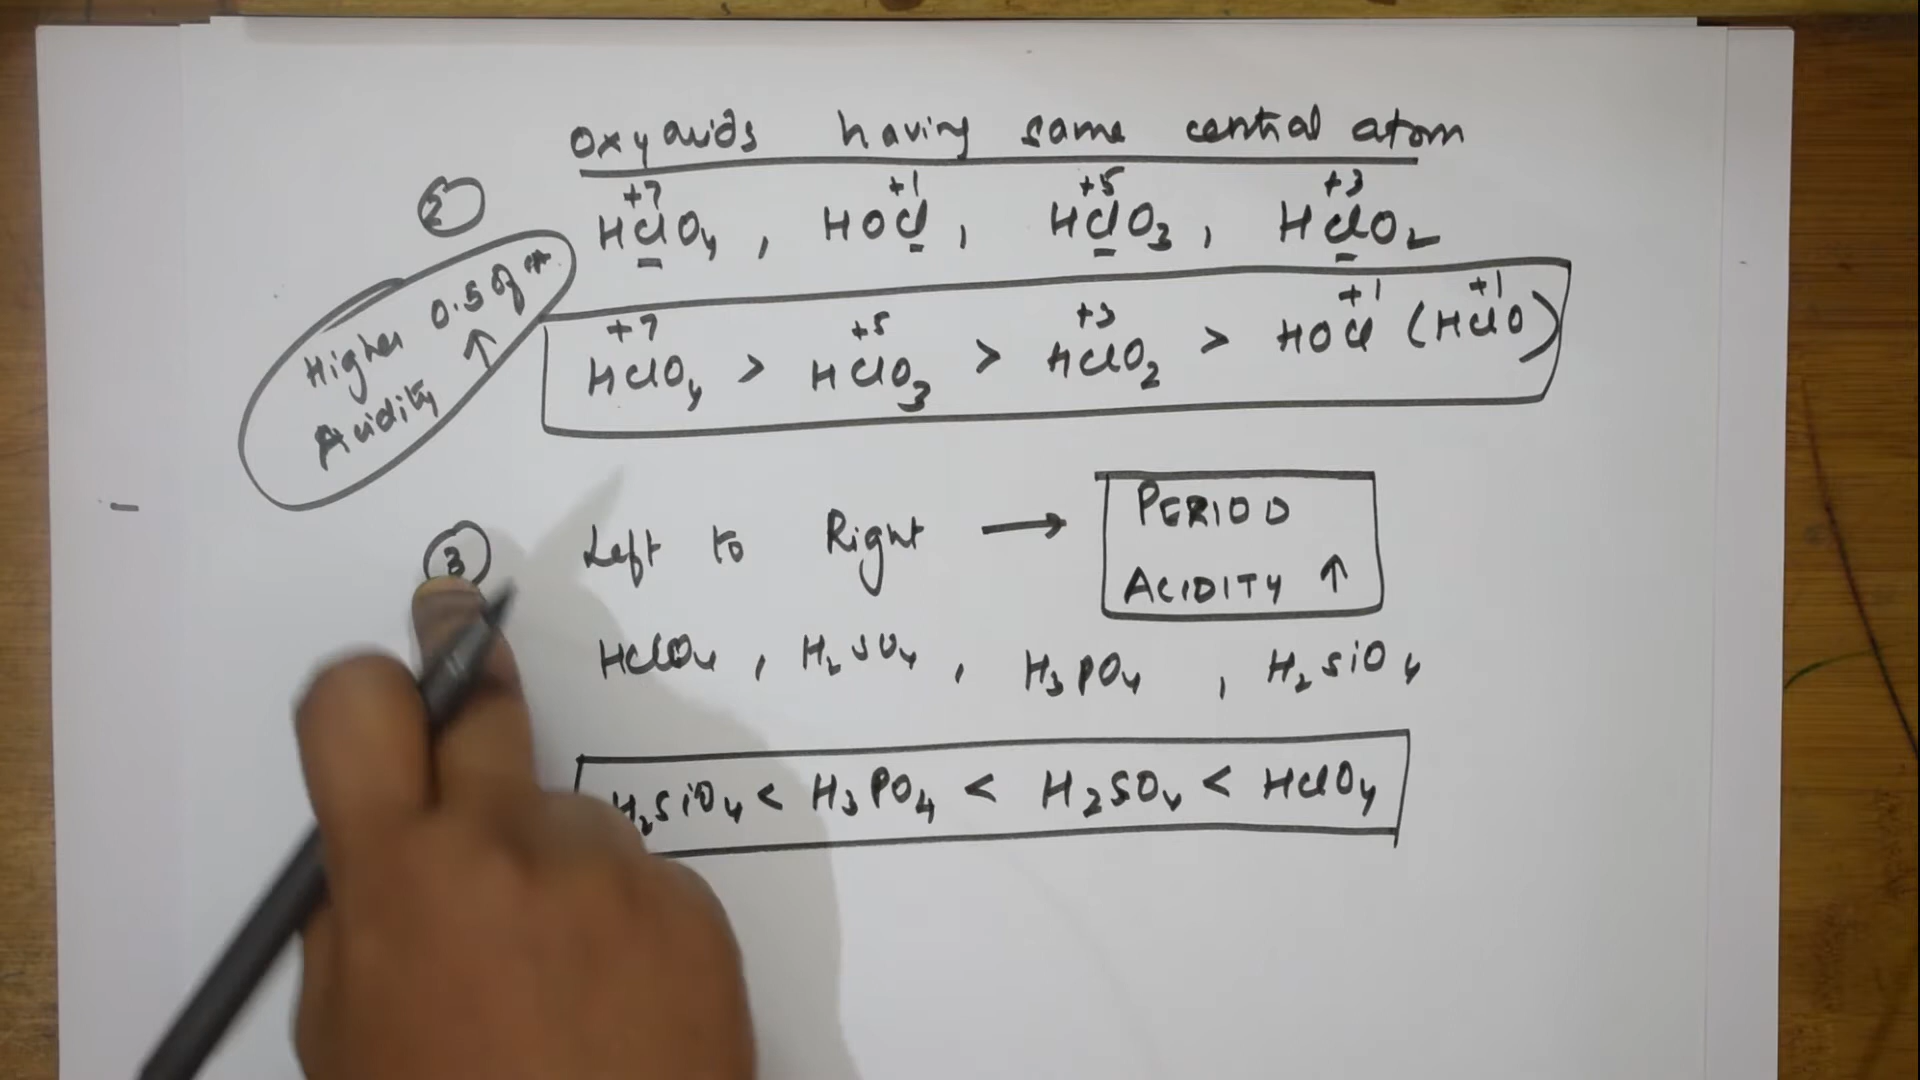 oxyacids having same central atom
2
+7 +1 +5 +3
HClO4 , HOCl , HClO3 , HClO2
Higher O.S of
Acidity ↑
+7 +5 +3 +1 +1
HClO4 > HClO3 > HClO2 > HOCl (HClO)
3
Left to Right → PERIOD
ACIDITY ↑
HClO4 , H2SO4 , H3PO4 , H2SiO4
H2SiO4 < H3PO4 < H2SO4 < HClO4